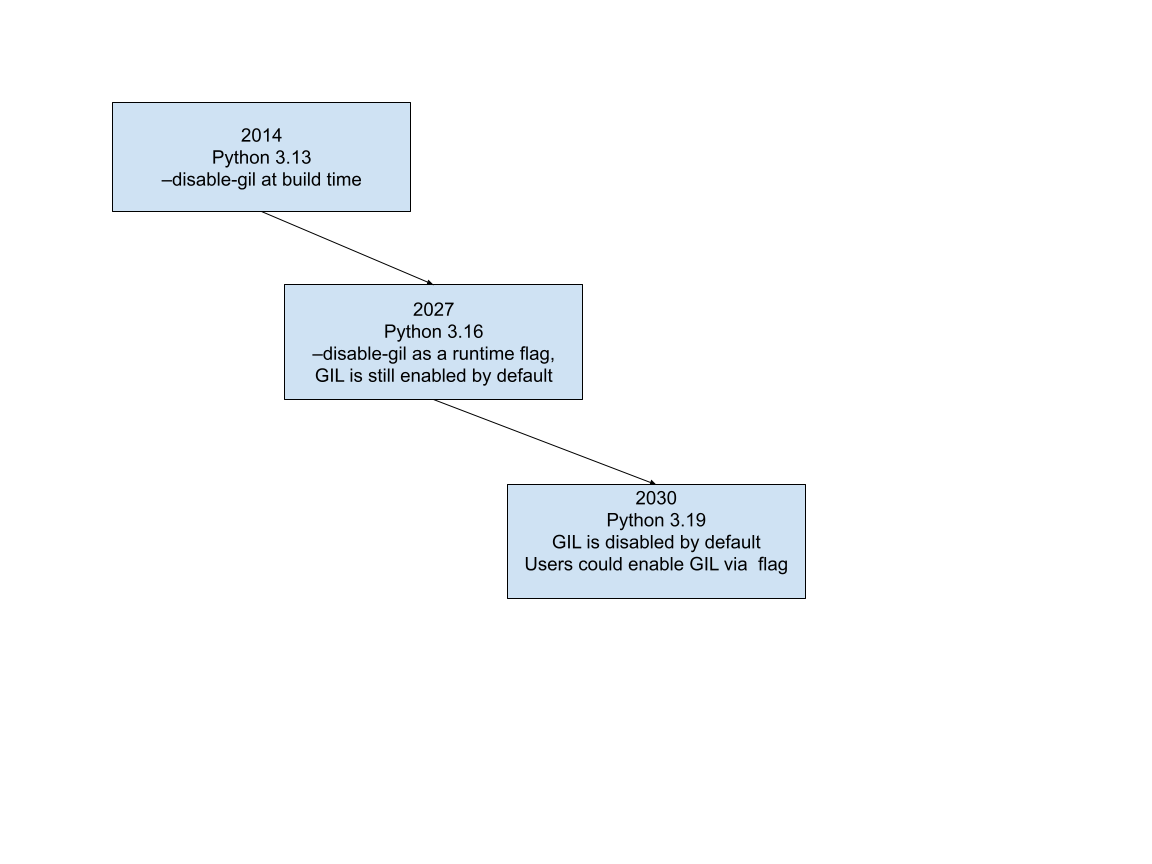 2014
Python 3.13
–disable-gil at build time
2027
Python 3.16
–disable-gil as a runtime flag,
GIL is still enabled by default
2030
Python 3.19
GIL is disabled by default
Users could enable GIL via  flag